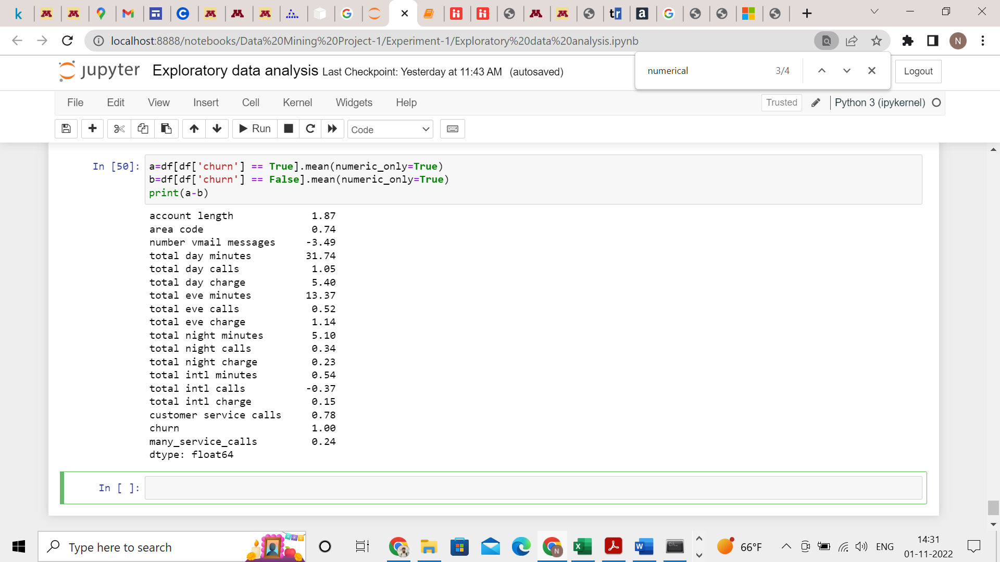 localhost:8888/notebooks/Data%20Mining%20Project-1/Experiment-1/Exploratory%20data%20analysis.ipynb
N
jupyter Exploratory data analysis Last Checkpoint: Yesterday at 11:43 AM (autosaved)
numerical 3/4
Logout
File Edit View Insert Cell Kernel Widgets Help
Trusted Python 3 (ipykernel)
Run Code
In [50]: a=df[df['churn'] == True].mean(numeric_only=True)
b=df[df['churn'] == False].mean(numeric_only=True)
print(a-b)
account length 1.87
area code 0.74
number vmail messages -3.49
total day minutes 31.74
total day calls 1.05
total day charge 5.40
total eve minutes 13.37
total eve calls 0.52
total eve charge 1.14
total night minutes 5.10
total night calls 0.34
total night charge 0.23
total intl minutes 0.54
total intl calls -0.37
total intl charge 0.15
customer service calls 0.78
churn 1.00
many_service_calls 0.24
dtype: float64
In [ ]:
Type here to search
66°F
ENG
14:31
01-11-2022